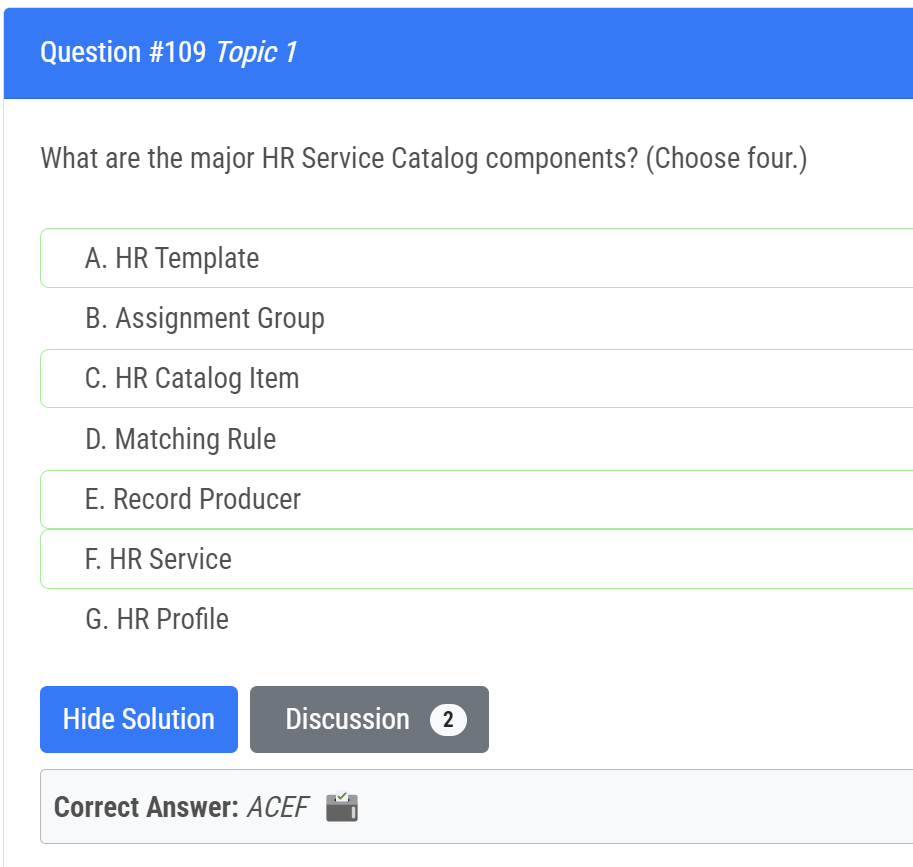 Question #109 Topic 1
What are the major HR Service Catalog components? (Choose four.)
A. HR Template
B. Assignment Group
C. HR Catalog Item
D. Matching Rule
E. Record Producer
F. HR Service
G. HR Profile
Hide Solution Discussion 2
Correct Answer: ACEF